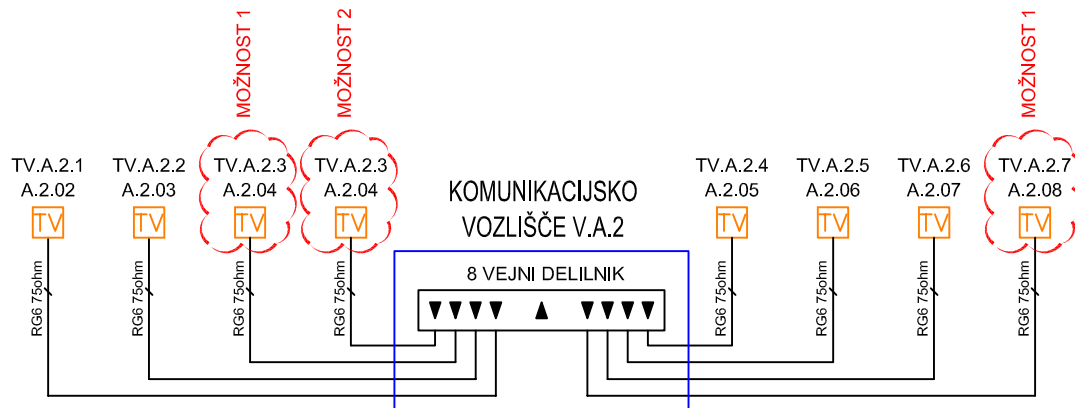 MOŽNOST 1
MOŽNOST 2
MOŽNOST 1
TV.A.2.1
A.2.02
TV
TV.A.2.2
A.2.03
TV
TV.A.2.3
A.2.04
TV
TV.A.2.3
A.2.04
TV
KOMUNIKACIJSKO
VOZLIŠČE V.A.2
8 VEJNI DELILNIK
TV.A.2.4
A.2.05
TV
TV.A.2.5
A.2.06
TV
TV.A.2.6
A.2.07
TV
TV.A.2.7
A.2.08
TV
RG6 75ohm
RG6 75ohm
RG6 75ohm
RG6 75ohm
RG6 75ohm
RG6 75ohm
RG6 75ohm
RG6 75ohm